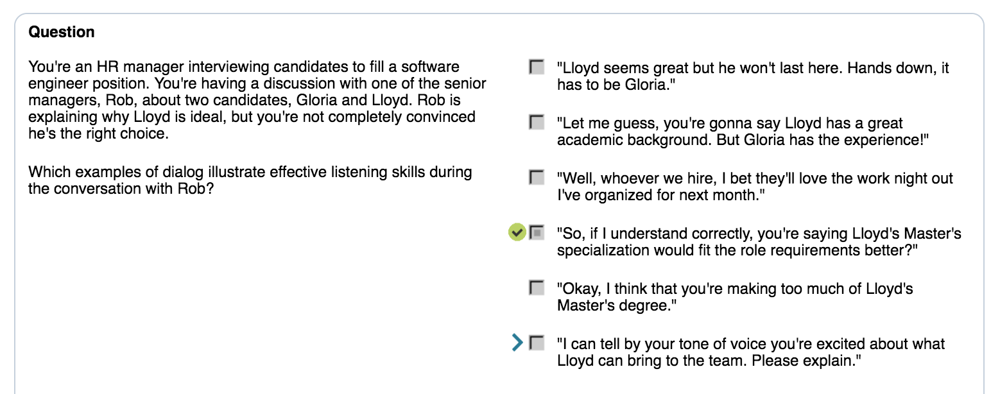 Question
You're an HR manager interviewing candidates to fill a software
engineer position. You're having a discussion with one of the senior
managers, Rob, about two candidates, Gloria and Lloyd. Rob is
explaining why Lloyd is ideal, but you're not completely convinced
he's the right choice.
Which examples of dialog illustrate effective listening skills during
the conversation with Rob?
"Lloyd seems great but he won't last here. Hands down, it
has to be Gloria."
"Let me guess, you're gonna say Lloyd has a great
academic background. But Gloria has the experience!"
"Well, whoever we hire, I bet they'll love the work night out
I've organized for next month."
"So, if I understand correctly, you're saying Lloyd's Master's
specialization would fit the role requirements better?"
"Okay, I think that you're making too much of Lloyd's
Master's degree."
"I can tell by your tone of voice you're excited about what
Lloyd can bring to the team. Please explain."